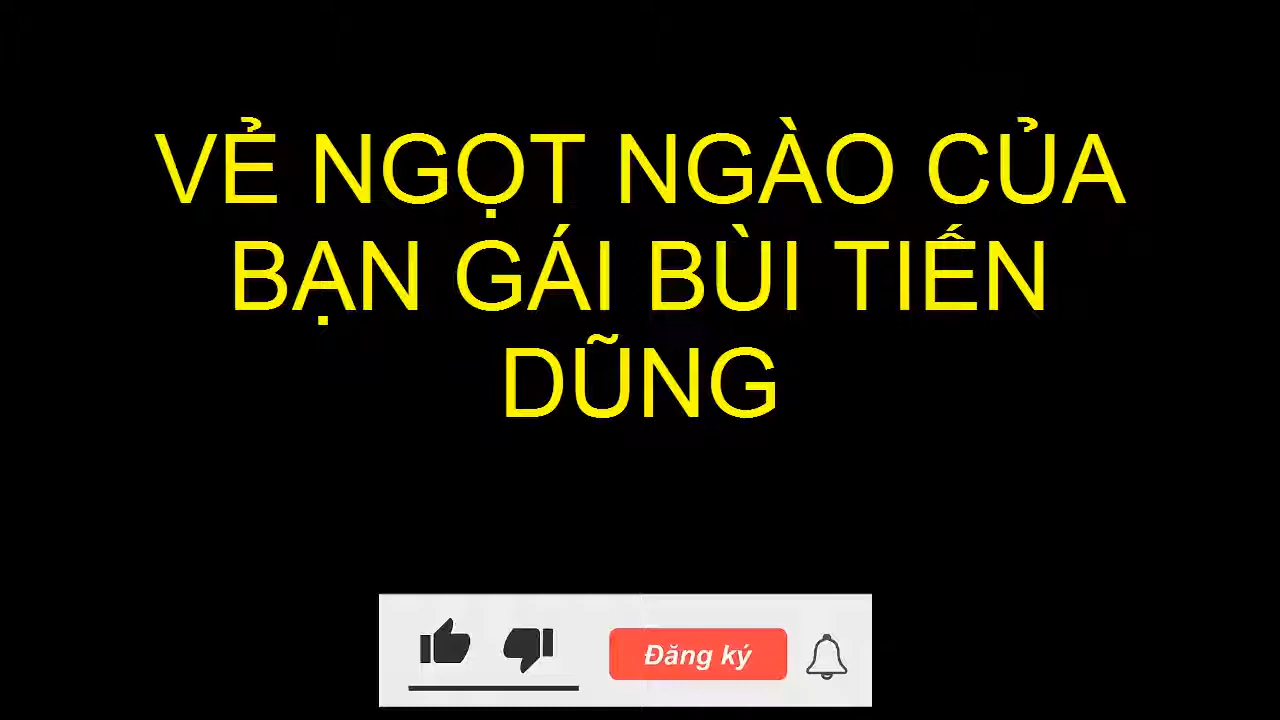 VẺ NGỌT NGÀO CỦA
BẠN GÁI BÙI TIẾN
DŨNG
Đăng ký